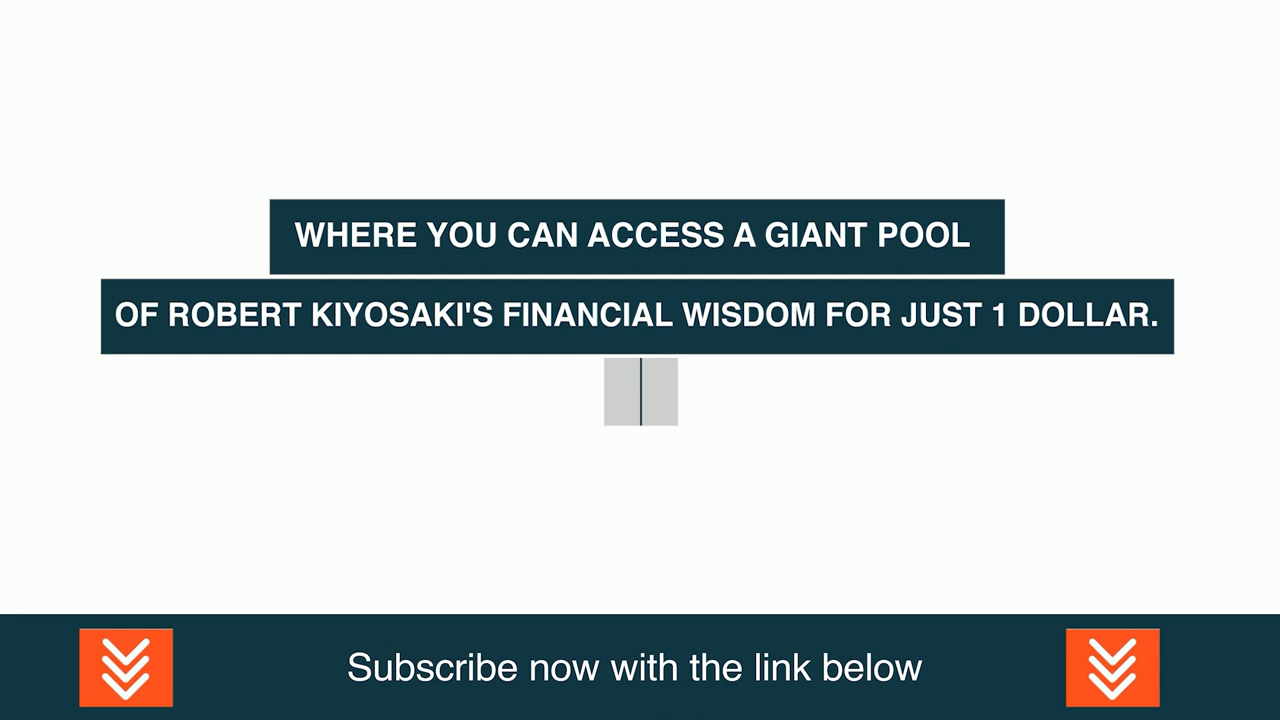 WHERE YOU CAN ACCESS A GIANT POOL
OF ROBERT KIYOSAKI'S FINANCIAL WISDOM FOR JUST 1 DOLLAR.
Subscribe now with the link below